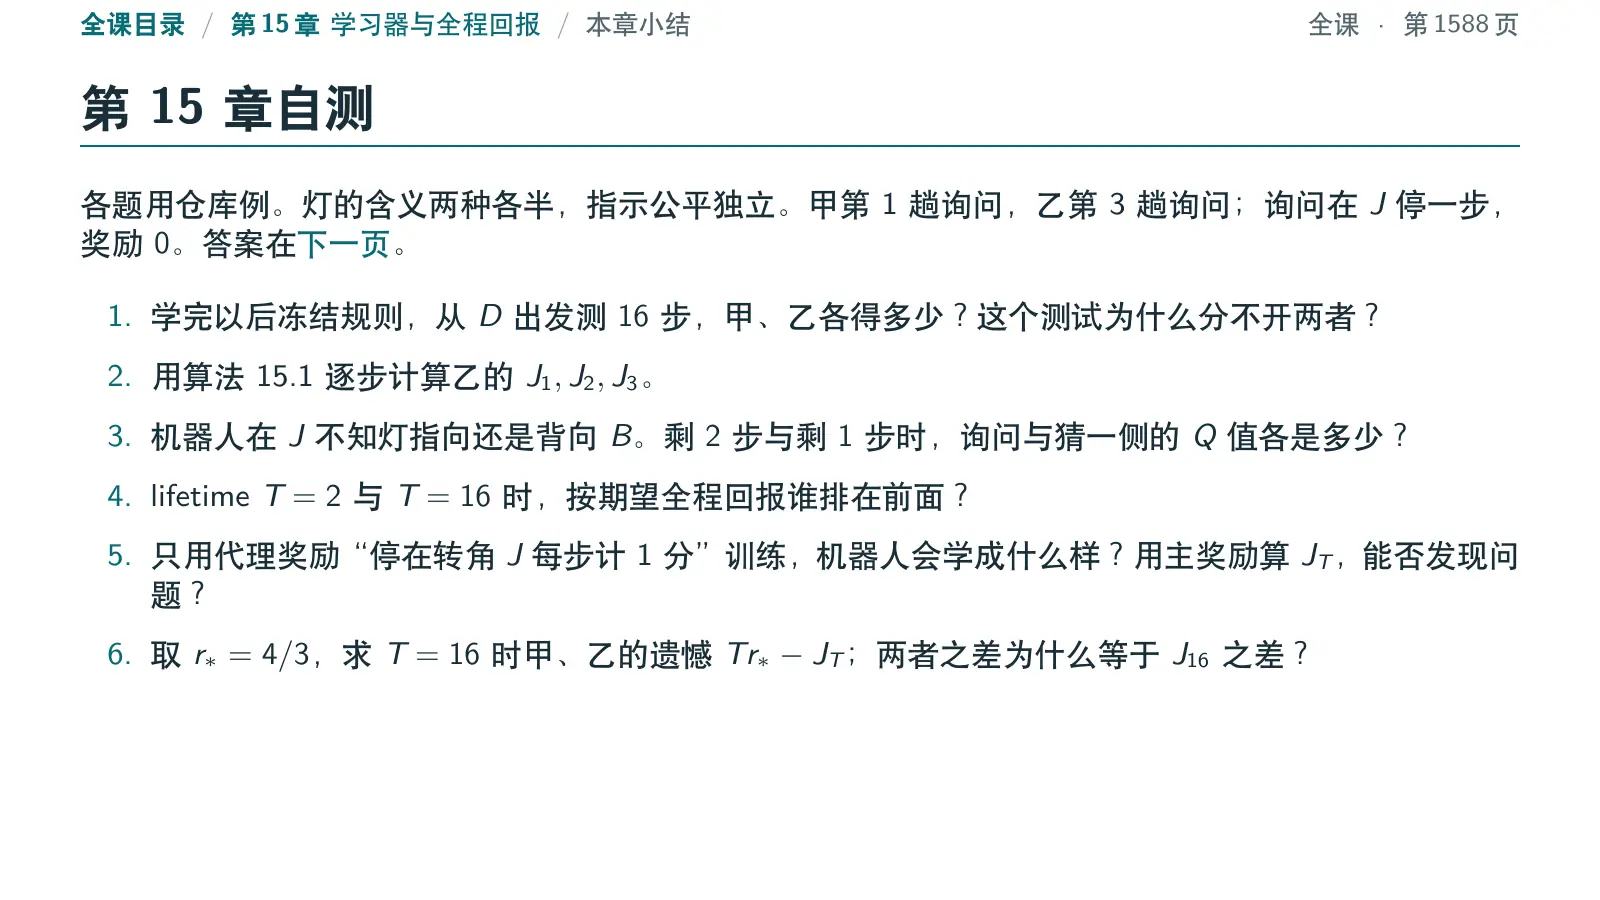 全课目录 / 第 15 章 学习器与全程回报 / 本章小结
全课 · 第 1588 页
第 15 章自测
各题用仓库例。灯的含义两种各半，指示公平独立。甲第 1 趟询问，乙第 3 趟询问；询问在 J 停一步，
奖励 0。答案在下一页。
1. 学完以后冻结规则，从 D 出发测 16 步，甲、乙各得多少？这个测试为什么分不开两者？
2. 用算法 15.1 逐步计算乙的 J₁, J₂, J₃。
3. 机器人在 J 不知灯指向还是背向 B。剩 2 步与剩 1 步时，询问与猜一侧的 Q 值各是多少？
4. lifetime T = 2 与 T = 16 时，按期望全程回报谁排在前面？
5. 只用代理奖励 “停在转角 J 每步计 1 分” 训练，机器人会学成什么样？用主奖励算 J_T，能否发现问
题？
6. 取 r_* = 4/3，求 T = 16 时甲、乙的遗憾 Tr_* − J_T；两者之差为什么等于 J₁₆ 之差？